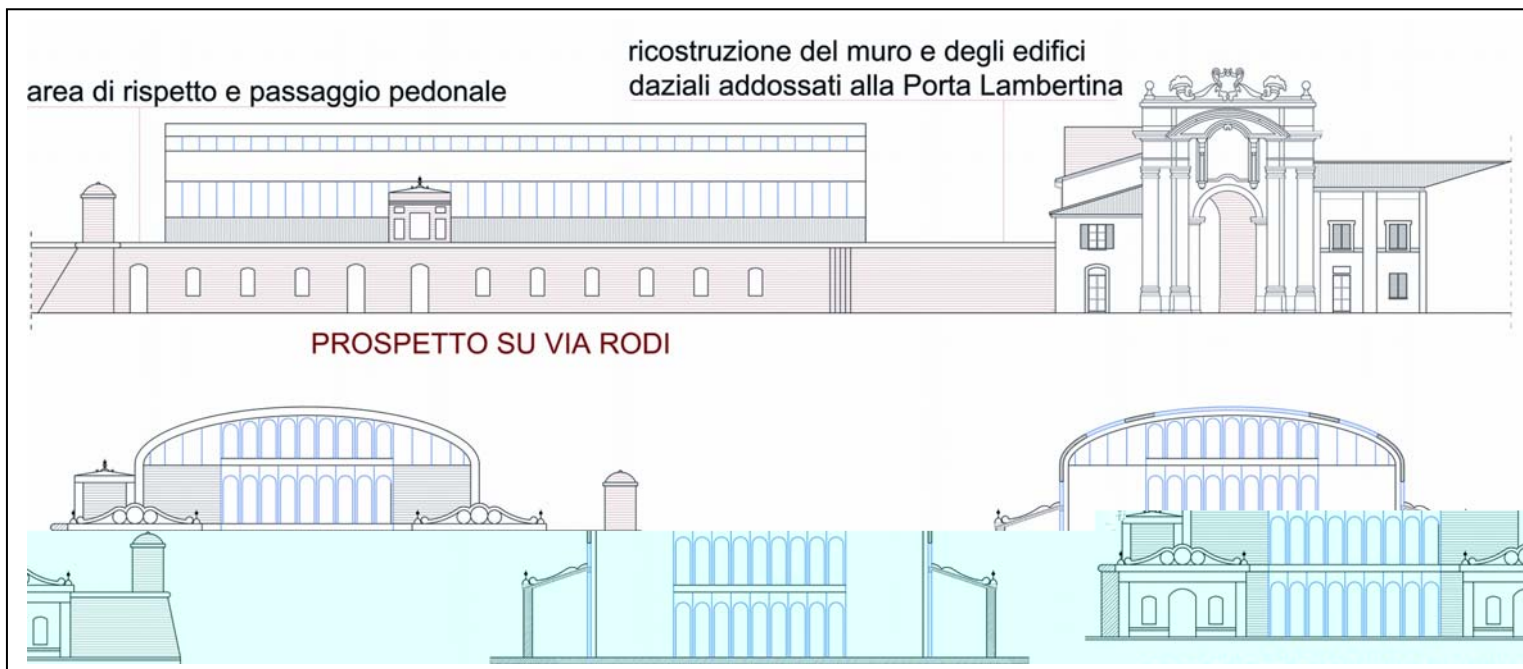 ricostruzione del muro e degli edifici
area di rispetto e passaggio pedonale
daziali addossati alla Porta Lambertina
PROSPETTO SU VIA RODI